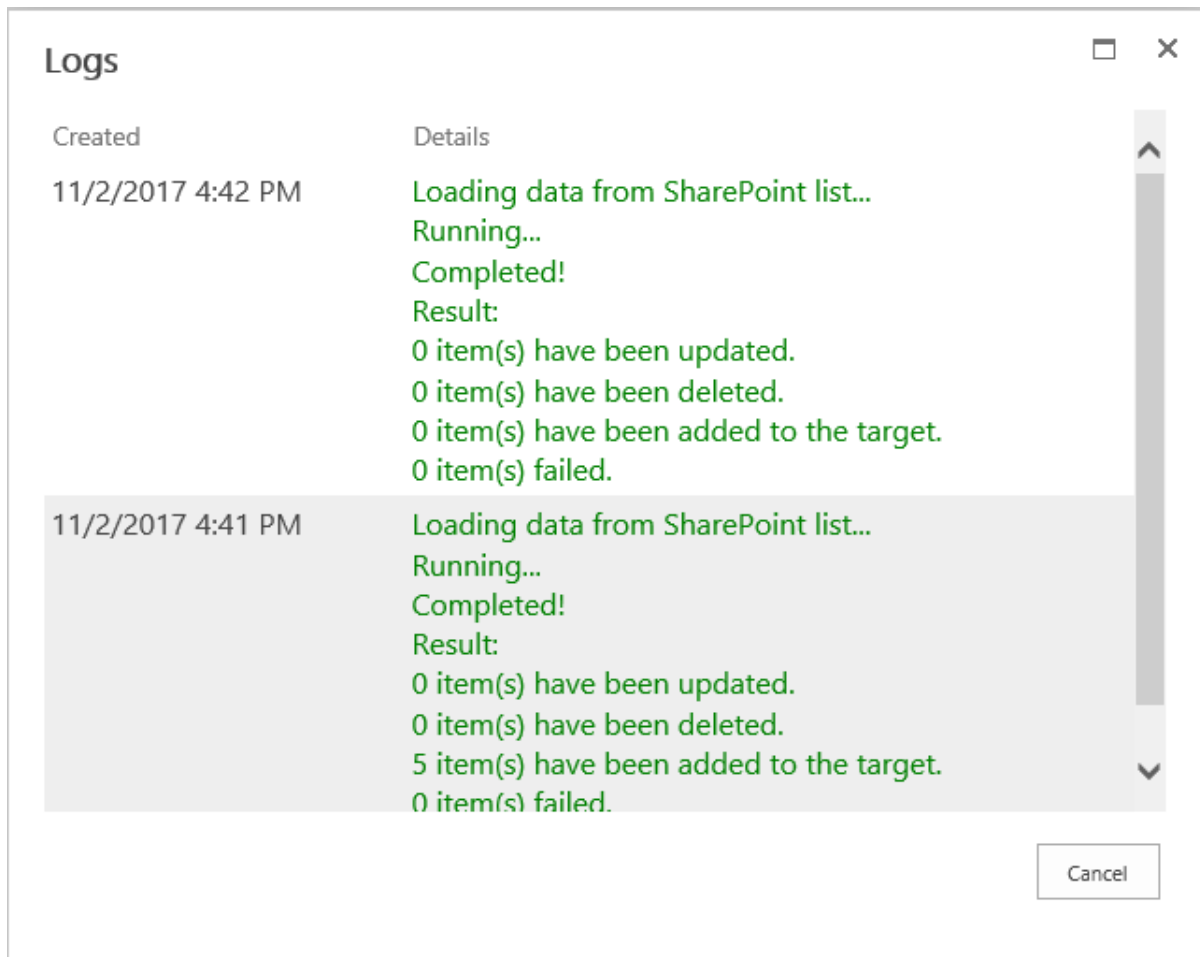 Logs
Created Details
11/2/2017 4:42 PM Loading data from SharePoint list...
Running...
Completed!
Result:
0 item(s) have been updated.
0 item(s) have been deleted.
0 item(s) have been added to the target.
0 item(s) failed.
11/2/2017 4:41 PM Loading data from SharePoint list...
Running...
Completed!
Result:
0 item(s) have been updated.
0 item(s) have been deleted.
5 item(s) have been added to the target.
0 item(s) failed.
Cancel